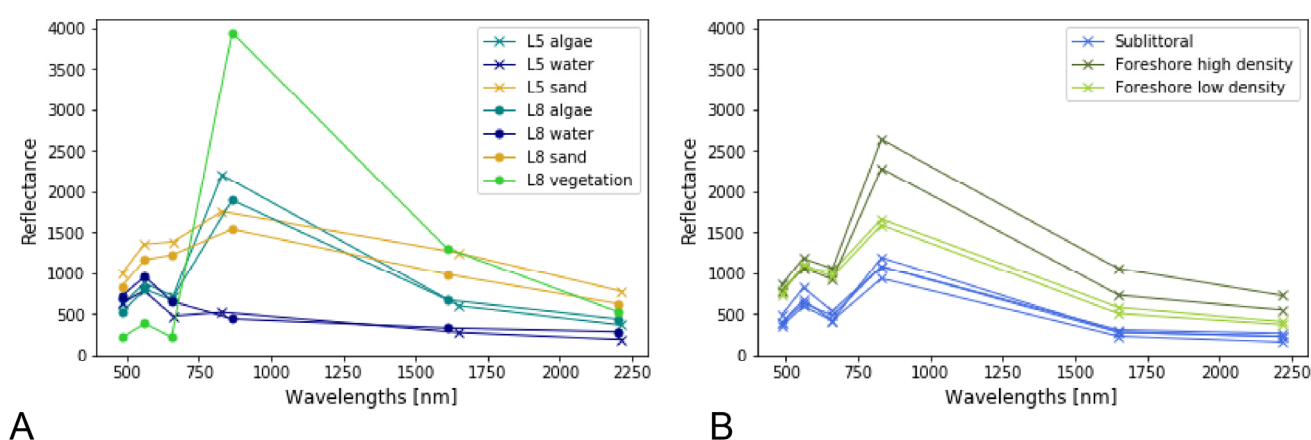 4000
3500
3000
2500
2000
1500
1000
500
0
Reflectance
500 750 1000 1250 1500 1750 2000 2250
Wavelengths [nm]
L5 algae
L5 water
L5 sand
L8 algae
L8 water
L8 sand
L8 vegetation
A
4000
3500
3000
2500
2000
1500
1000
500
0
Reflectance
500 750 1000 1250 1500 1750 2000 2250
Wavelengths [nm]
Sublittoral
Foreshore high density
Foreshore low density
B